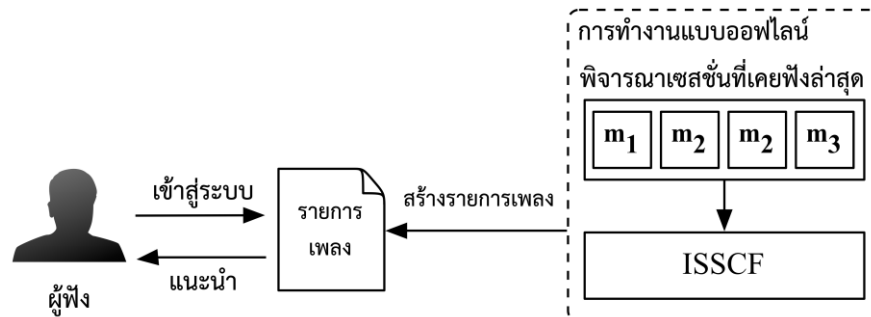 การทำงานแบบออฟไลน์
พิจารณาเซสชั่นที่เคยฟังล่าสุด
m1 m2 m2 m3
เข้าสู่ระบบ
รายการ
เพลง
สร้างรายการเพลง
ISSCF
แนะนำ
ผู้ฟัง